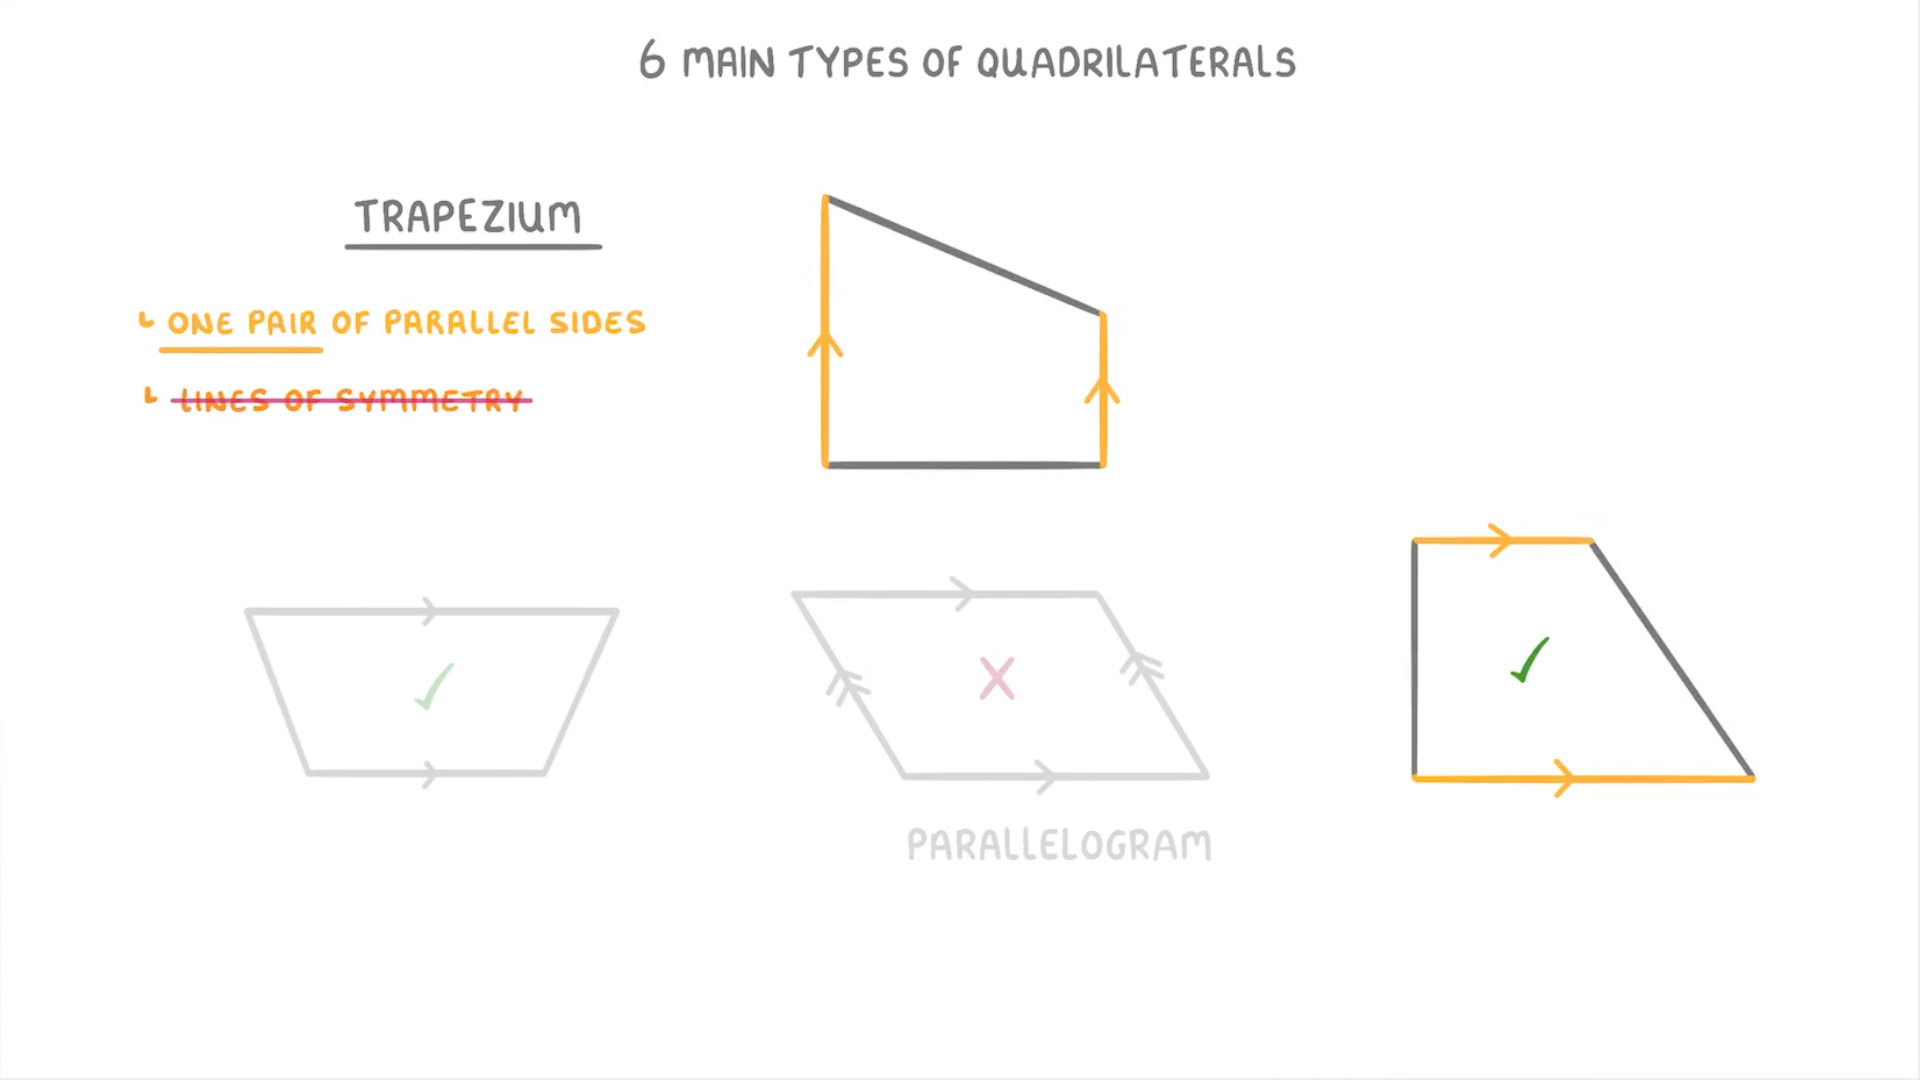 6 MAIN TYPES OF QUADRILATERALS
TRAPEZIUM
ONE PAIR OF PARALLEL SIDES
LINES OF SYMMETRY
PARALLELOGRAM